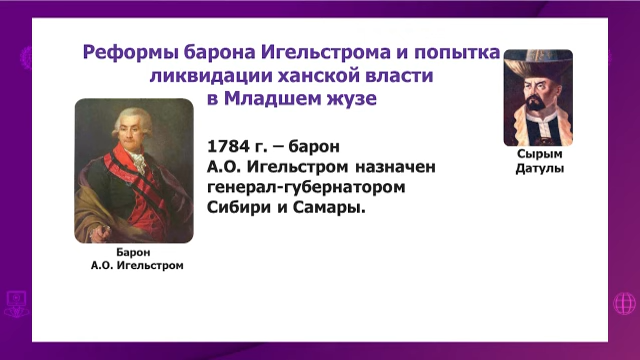 Реформы барона Игельстрома и попытка
ликвидации ханской власти
в Младшем жузе
1784 г. – барон
А.О. Игельстром назначен
генерал-губернатором
Сибири и Самары.
Сырым
Датулы
Барон
А.О. Игельстром